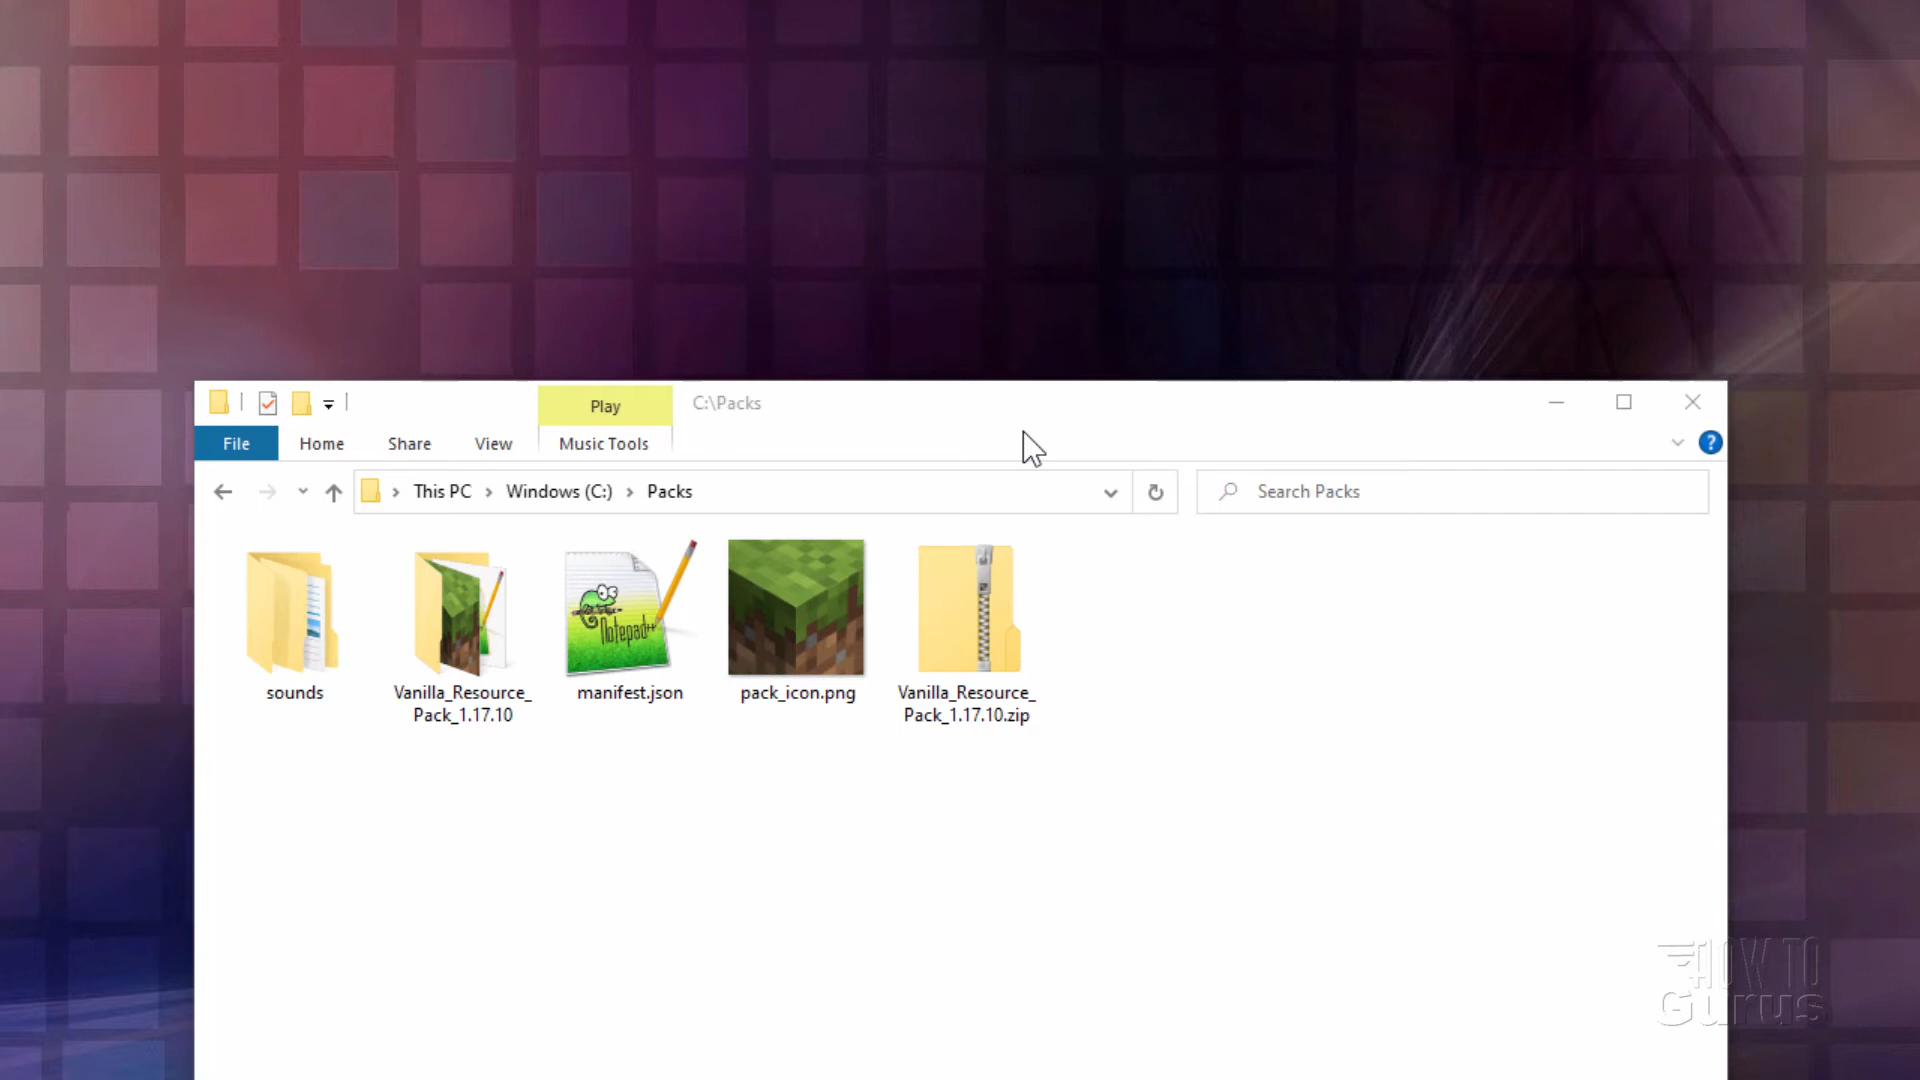 Play
C:\Packs
File
Home
Share
View
Music Tools
?
This PC
Windows (C:)
Packs
Search Packs
Notepad++
sounds
Vanilla_Resource_
Pack_1.17.10
manifest.json
pack_icon.png
Vanilla_Resource_
Pack_1.17.10.zip
HOW TO
Gurus